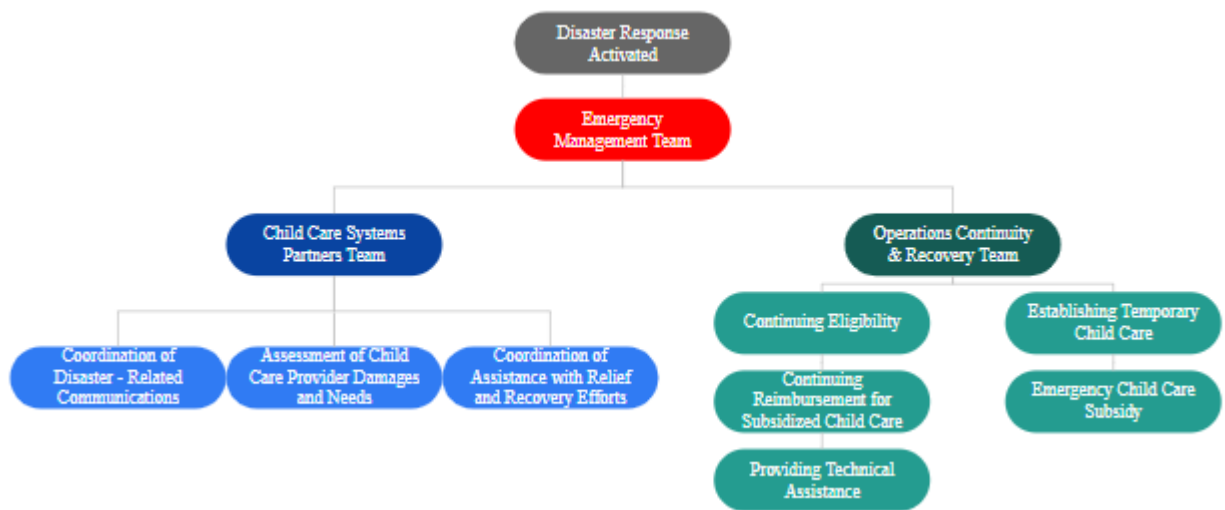 Disaster Response
Activated
Emergency
Management Team
Child Care Systems
Partners Team
Operations Continuity
& Recovery Team
Coordination of
Disaster - Related
Communications
Assessment of Child
Care Provider Damages
and Needs
Coordination of
Assistance with Relief
and Recovery Efforts
Continuing Eligibility
Continuing
Reimbursement for
Subsidized Child Care
Providing Technical
Assistance
Establishing Temporary
Child Care
Emergency Child Care
Subsidy